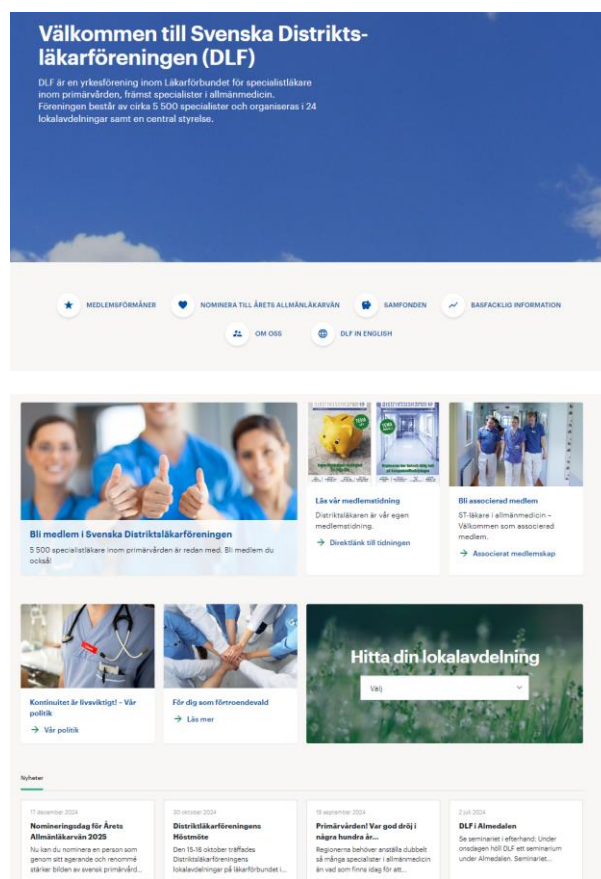 Välkommen till Svenska Distrikts-
läkarföreningen (DLF)
DLF är en yrkesförening inom Läkarförbundet för specialistläkare
inom primärvården, främst specialister i allmänmedicin.
Föreningen består av cirka 5 500 specialister och organiseras i 24
lokalavdelningar samt en central styrelse.
MEDLEMSFÖRMÅNER
NOMINERA TILL ÅRETS ALLMÄNLÄKARVÄN
SAMFONDEN
BASFACKLIG INFORMATION
OM OSS
DLF IN ENGLISH
Bli medlem i Svenska Distriktsläkarföreningen
5 500 specialistläkare inom primärvården är redan med. Bli medlem du
också!
Läs vår medlemstidning
Distriktsläkaren är vår egen
medlemstidning.
→ Direktlänk till tidningen
Bli associerad medlem
ST-läkare i allmänmedicin –
Välkommen som associerad
medlem.
→ Associerat medlemskap
Kontinuitet är livsviktigt! – Vår
politik
→ Vår politik
För dig som förtroendevald
→ Läs mer
Hitta din lokalavdelning
Välj
Nyheter
17 december 2024
Nomineringsdag för Årets
Allmänläkarvän 2025
Nu kan du nominera en person som
genom sitt agerande och renommé
stärker bilden av svensk primärvård...
30 oktober 2024
Distriktläkarföreningens
Höstmöte
Den 15-16 oktober träffades
Distriktsläkarföreningens
lokalavdelningar på läkarförbundet i...
19 september 2024
Primärvården! Var god dröj i
några hundra år...
Regionerna behöver anställa dubbelt
så många specialister i allmänmedicin
än vad som finns idag för att...
2 juli 2024
DLF i Almedalen
Se seminariet i efterhand; Under
onsdagen höll DLF ett seminarium
under Almedalen. Seminariet...